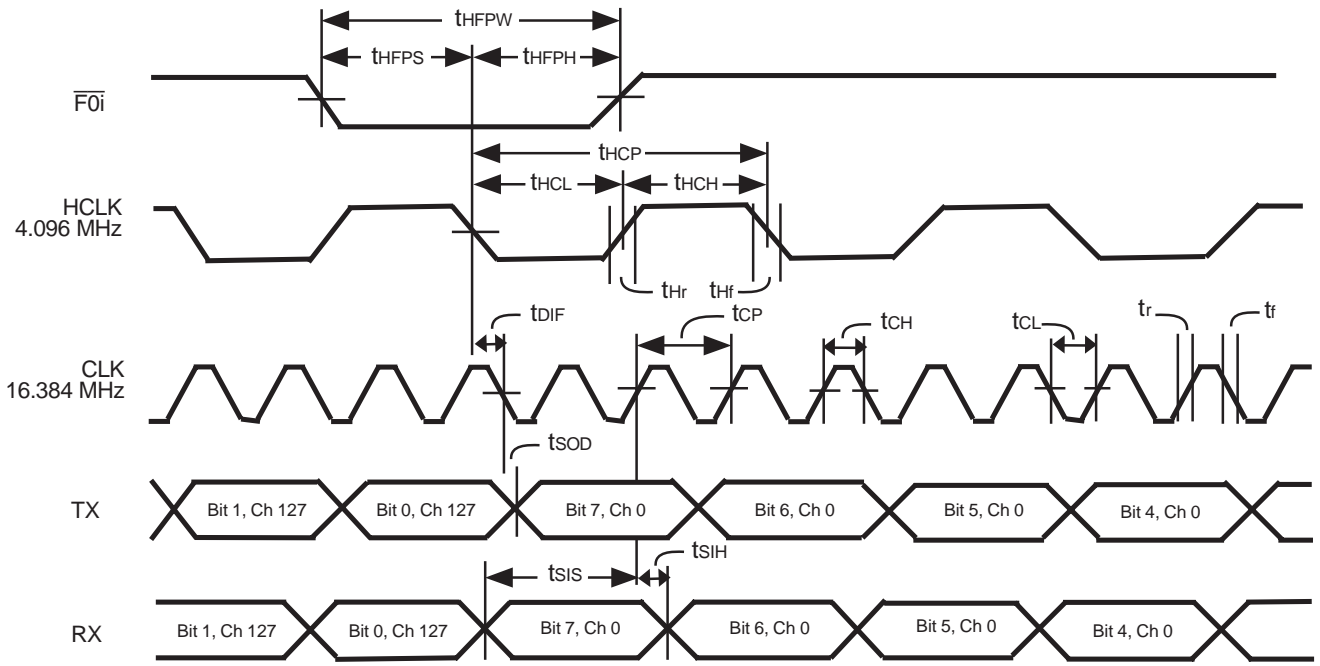 tHFPW
tHFPS tHFPH
F0i
tHCP
tHCL tHCH
HCLK
4.096 MHz
tHr tHf
tDIF tCP tCH tCL tr tf
CLK
16.384 MHz
tSOD
TX Bit 1, Ch 127 Bit 0, Ch 127 Bit 7, Ch 0 Bit 6, Ch 0 Bit 5, Ch 0 Bit 4, Ch 0
tSIS tSIH
RX Bit 1, Ch 127 Bit 0, Ch 127 Bit 7, Ch 0 Bit 6, Ch 0 Bit 5, Ch 0 Bit 4, Ch 0